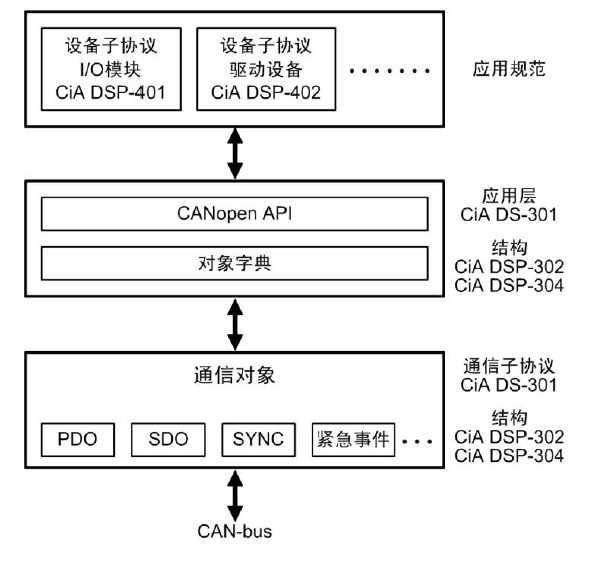 设备子协议
I/O模块
CiA DSP-401
设备子协议
驱动设备
CiA DSP-402
······· 
应用规范
CANopen API
对象字典
应用层
CiA DS-301
结构
CiA DSP-302
CiA DSP-304
通信对象
PDO
SDO
SYNC
紧急事件
···
通信子协议
CiA DS-301
结构
CiA DSP-302
CiA DSP-304
CAN-bus